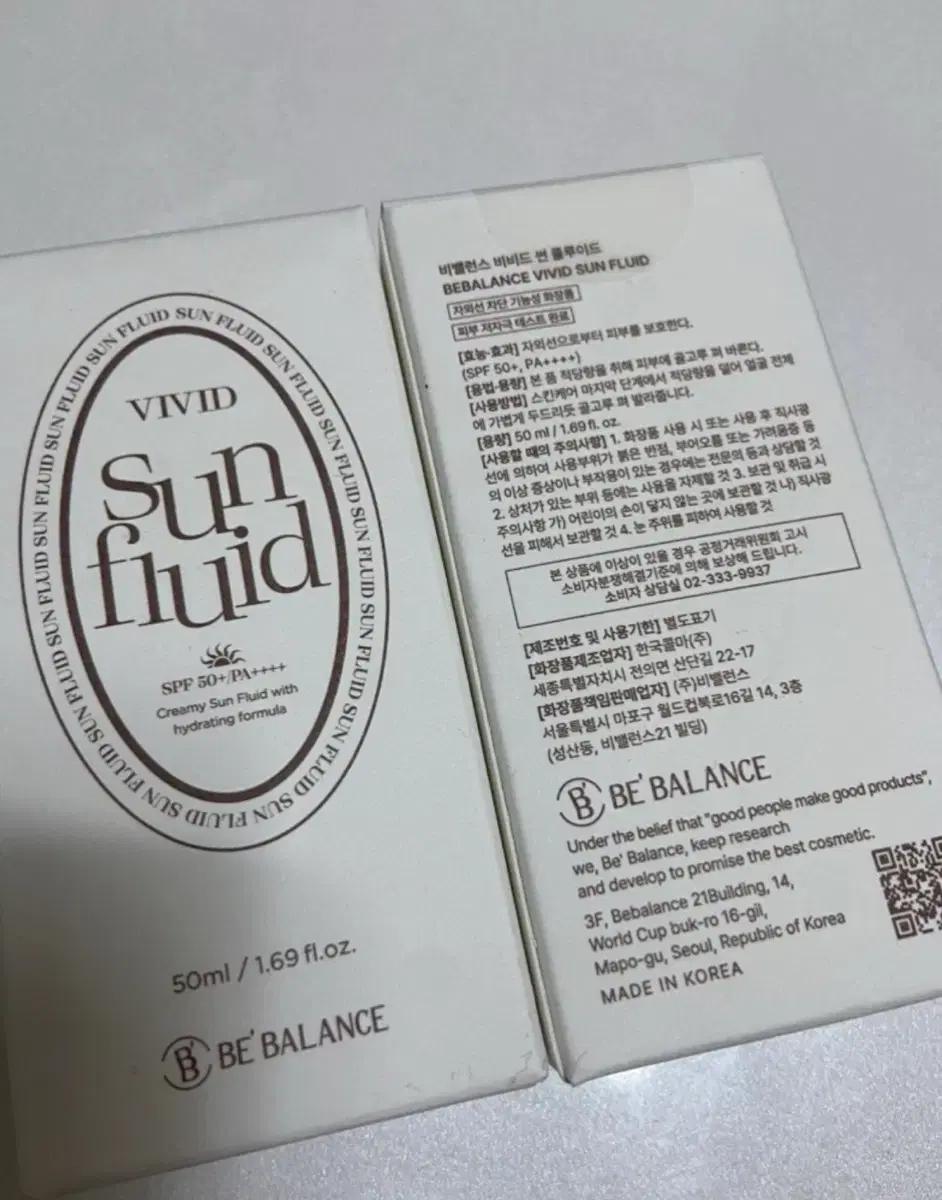 SUN FLUID SUN FLUID SUN FLUID SUN FLUID SUN FLUID SUN FLUID SUN FLUID SUN FLUID SUN FLUID SUN FLUID SUN FLUID
VIVID
Sun
fluid
SPF 50+/PA++++
Creamy Sun Fluid with
hydrating formula
50ml / 1.69 fl.oz.
B' BE' BALANCE
비밸런스 비비드 썬 플루이드
BEBALANCE VIVID SUN FLUID
자외선 차단 기능성 화장품
피부 저자극 테스트 완료
[효능·효과] 자외선으로부터 피부를 보호한다.
(SPF 50+, PA++++)
[용법·용량] 본 품 적당량을 취해 피부에 골고루 펴 바른다.
[사용방법] 스킨케어 마지막 단계에서 적당량을 덜어 얼굴 전체
에 가볍게 두드리듯 골고루 펴 발라줍니다.
[용량] 50 ml / 1.69 fl. oz.
[사용할 때의 주의사항] 1. 화장품 사용 시 또는 사용 후 직사광
선에 의하여 사용부위가 붉은 반점, 부어오름 또는 가려움증 등
의 이상 증상이나 부작용이 있는 경우에는 전문의 등과 상담할 것
2. 상처가 있는 부위 등에는 사용을 자제할 것 3. 보관 및 취급 시
주의사항 가) 어린이의 손이 닿지 않는 곳에 보관할 것 나) 직사광
선을 피해서 보관할 것 4. 눈 주위를 피하여 사용할 것
본 상품에 이상이 있을 경우 공정거래위원회 고시
소비자분쟁해결기준에 의해 보상해 드립니다.
소비자 상담실 02-333-9937
[제조번호 및 사용기한] 별도표기
[화장품제조업자] 한국콜마(주)
세종특별자치시 전의면 산단길 22-17
[화장품책임판매업자] (주)비밸런스
서울특별시 마포구 월드컵북로16길 14, 3층
(성산동, 비밸런스21 빌딩)
B' BE' BALANCE
Under the belief that "good people make good products",
we, Be' Balance, keep research
and develop to promise the best cosmetic.
3F, Bebalance 21Building, 14,
World Cup buk-ro 16-gil,
Mapo-gu, Seoul, Republic of Korea
MADE IN KOREA